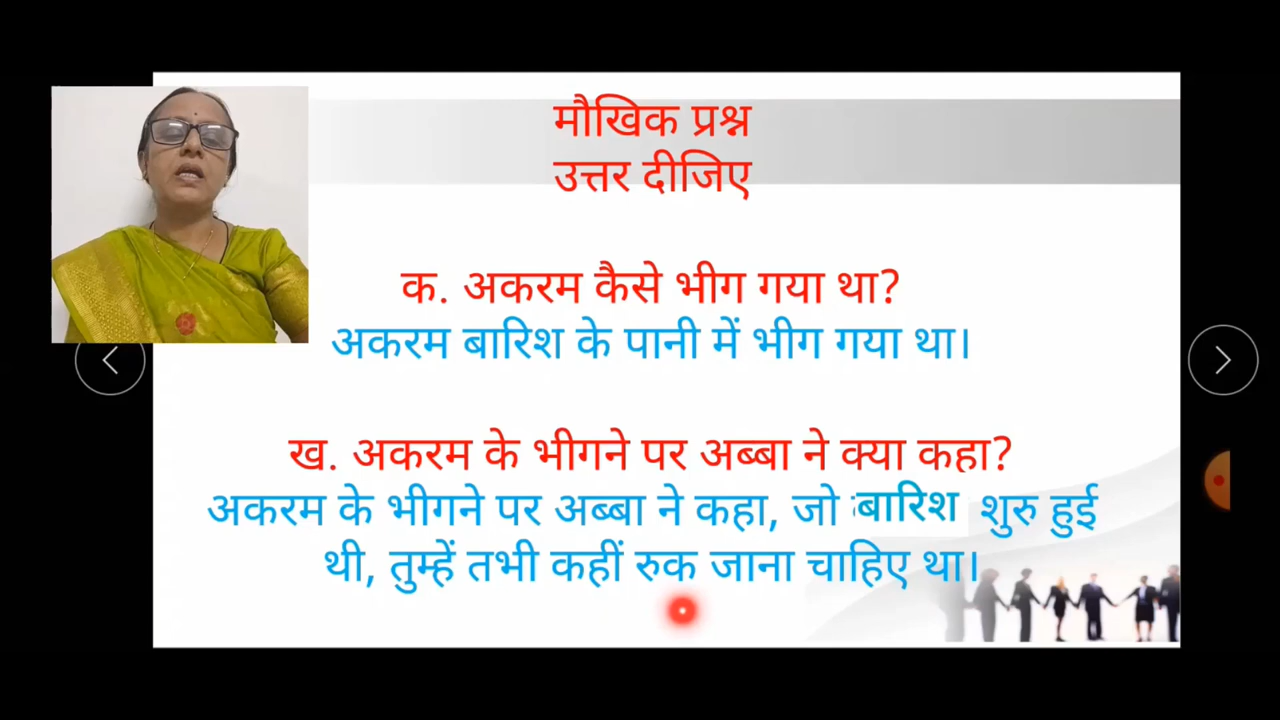 मौखिक प्रश्न
उत्तर दीजिए
क. अकरम कैसे भीग गया था?
अकरम बारिश के पानी में भीग गया था।
ख. अकरम के भीगने पर अब्बा ने क्या कहा?
अकरम के भीगने पर अब्बा ने कहा, जो बारिश शुरु हुई
थी, तुम्हें तभी कहीं रुक जाना चाहिए था।